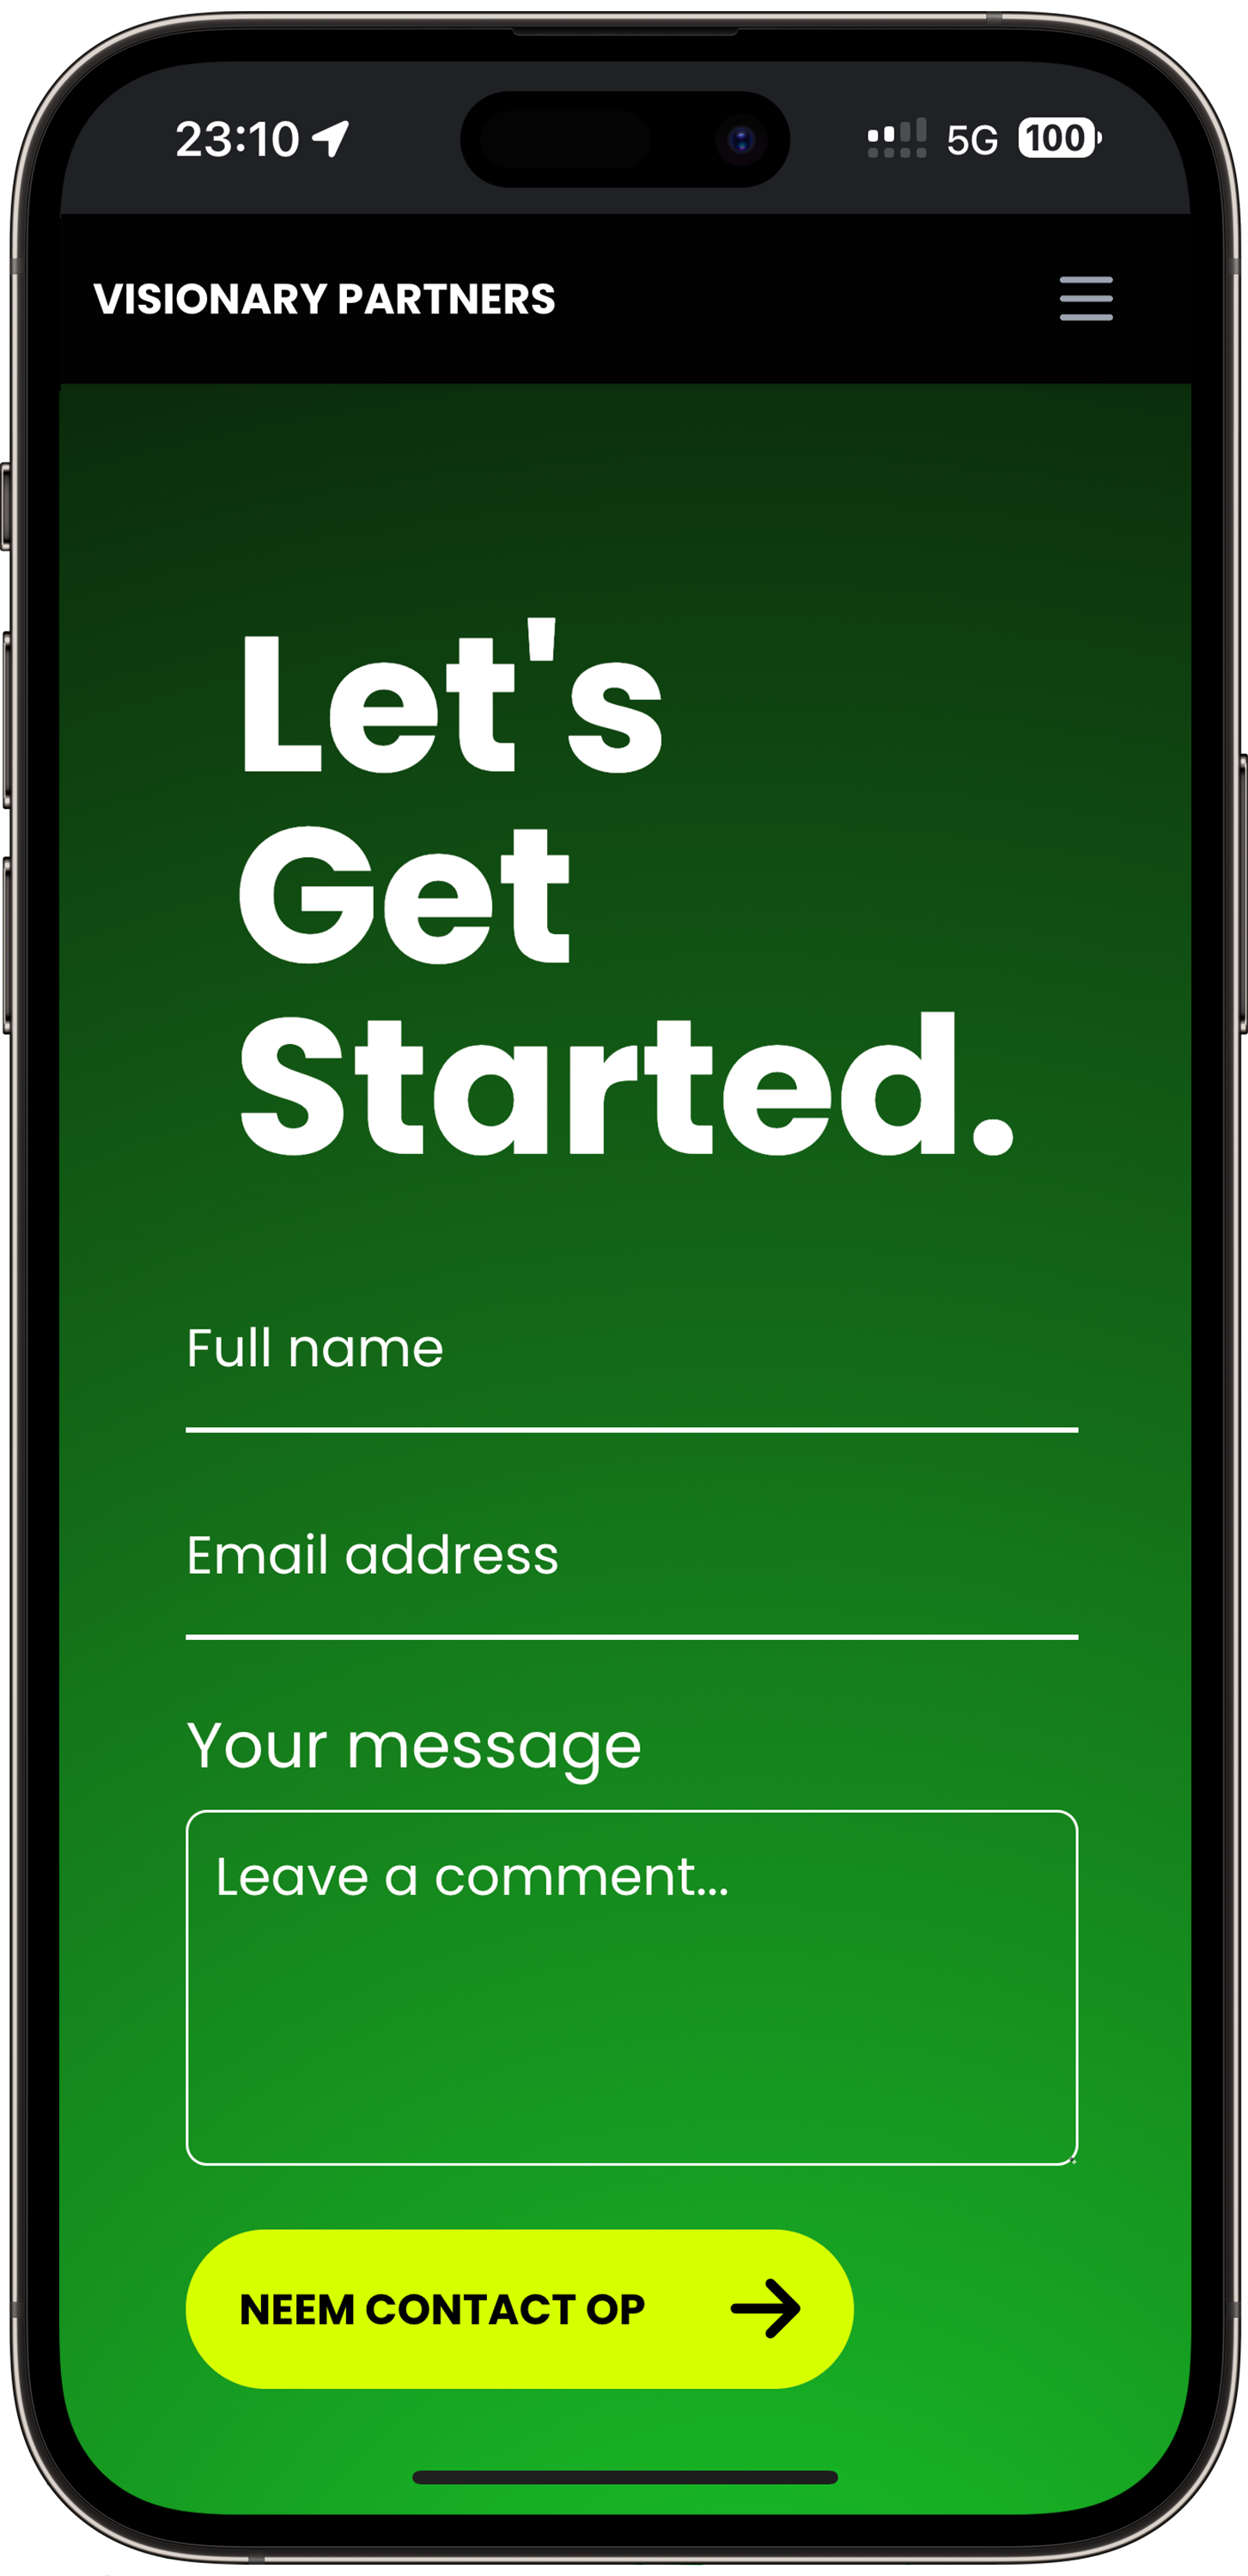 23:10 5G 100
VISIONARY PARTNERS
Let's
Get
Started.
Full name
Email address
Your message
Leave a comment...
NEEM CONTACT OP